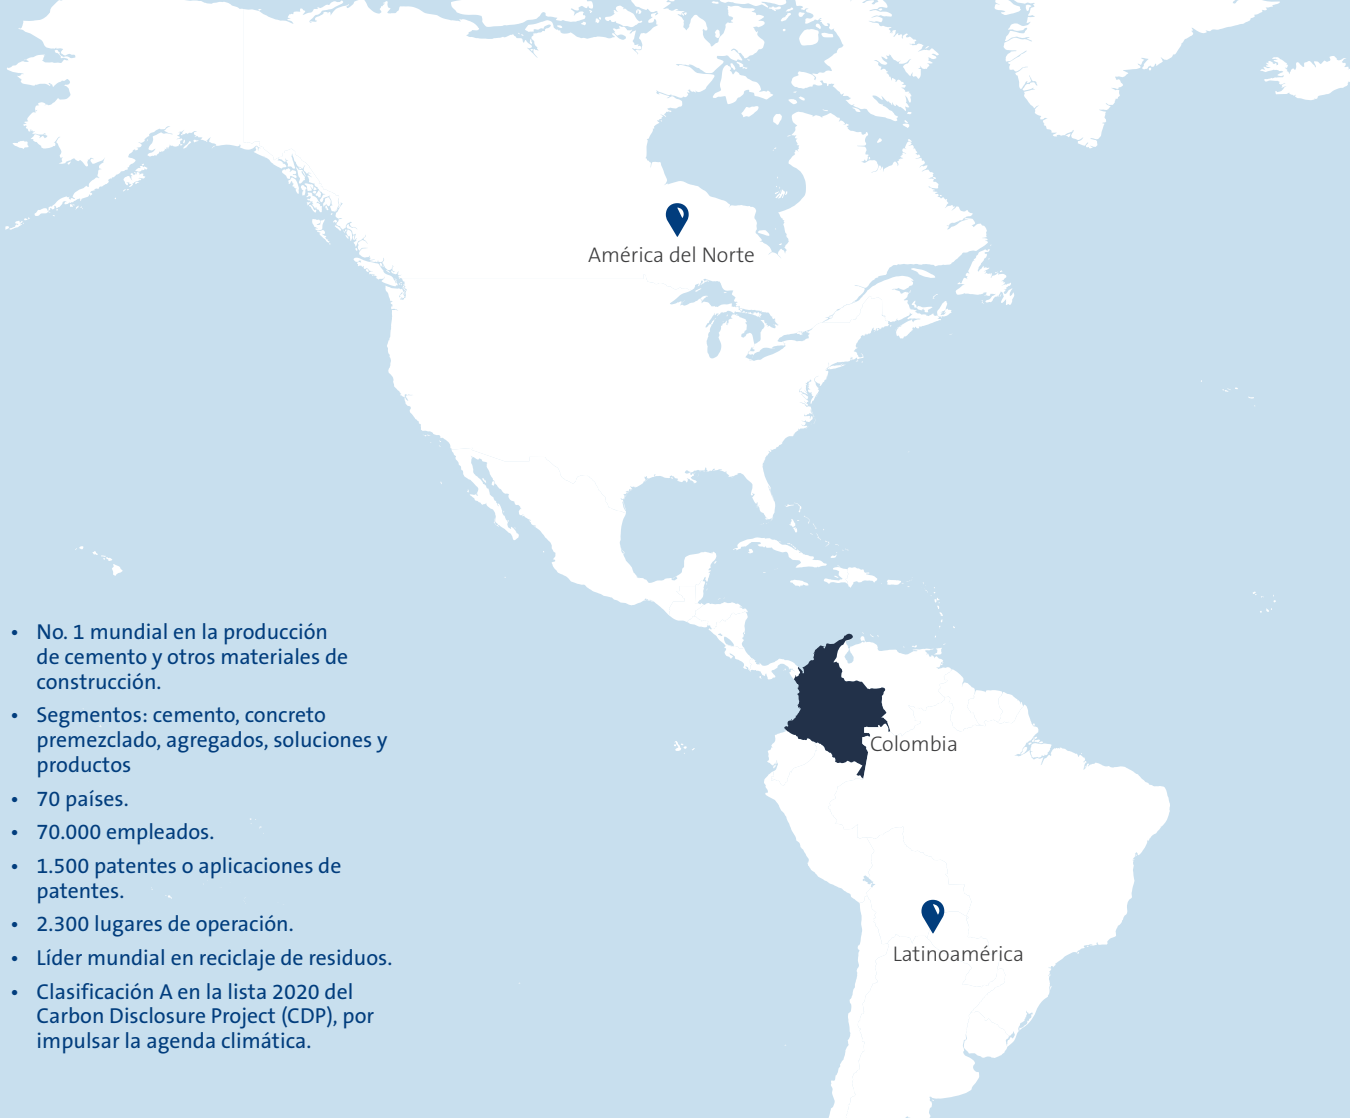 América del Norte
• No. 1 mundial en la producción
de cemento y otros materiales de
construcción.
• Segmentos: cemento, concreto
premezclado, agregados, soluciones y
productos
• 70 países.
• 70.000 empleados.
• 1.500 patentes o aplicaciones de
patentes.
• 2.300 lugares de operación.
• Líder mundial en reciclaje de residuos.
• Clasificación A en la lista 2020 del
Carbon Disclosure Project (CDP), por
impulsar la agenda climática.
Colombia
Latinoamérica